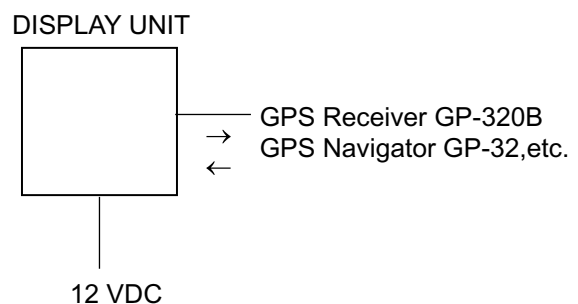 DISPLAY UNIT
→ GPS Receiver GP-320B
← GPS Navigator GP-32,etc.
12 VDC